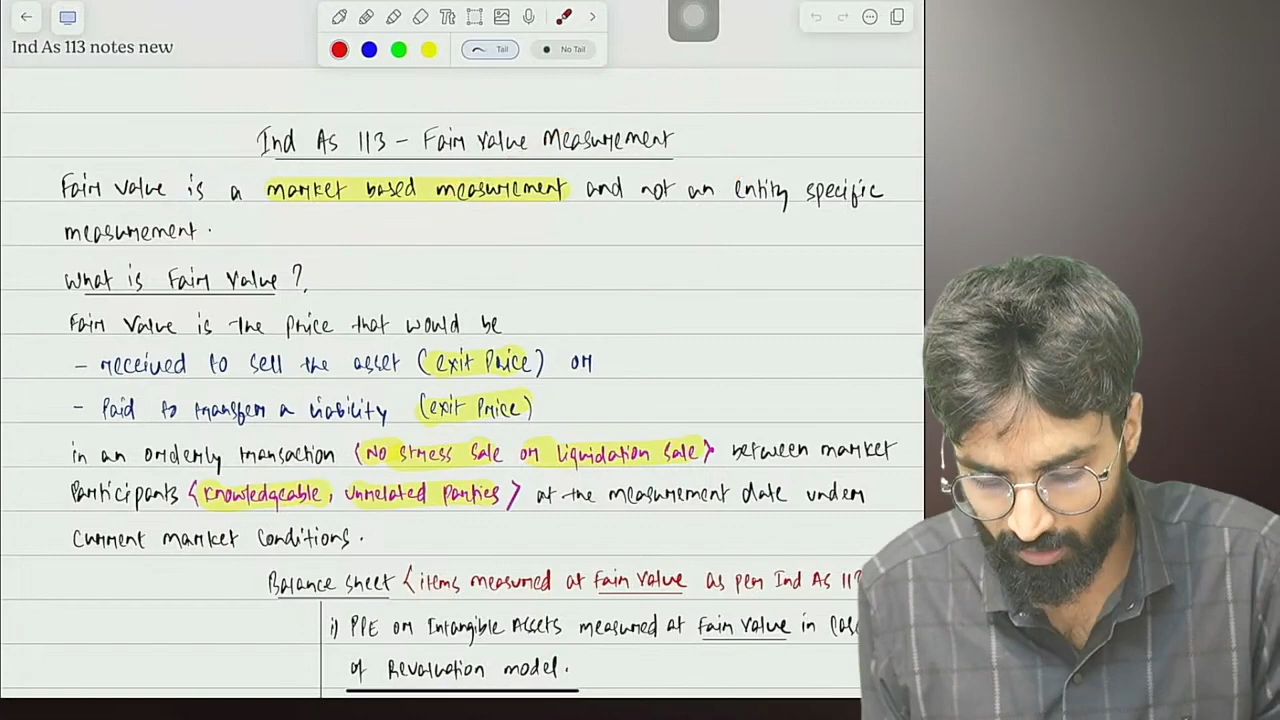 Ind As 113 notes new
Tail
No Tail
Ind As 113 - Fair Value Measurement
Fair value is a market based measurement and not an entity specific
measurement.
What is Fair Value?
Fair Value is the Price that would be
- received to sell the asset (exit Price) or
- Paid to transfer a liability (exit Price)
in an orderly transaction {No stress sale or liquidation sale} between market
Participants {knowledgeable, unrelated Parties} at the measurement date under
Current market Conditions.
Balance sheet {items measured at Fair value as per Ind As 113
i) PPE or Intangible Assets measured at Fair Value in
of Revaluation model.